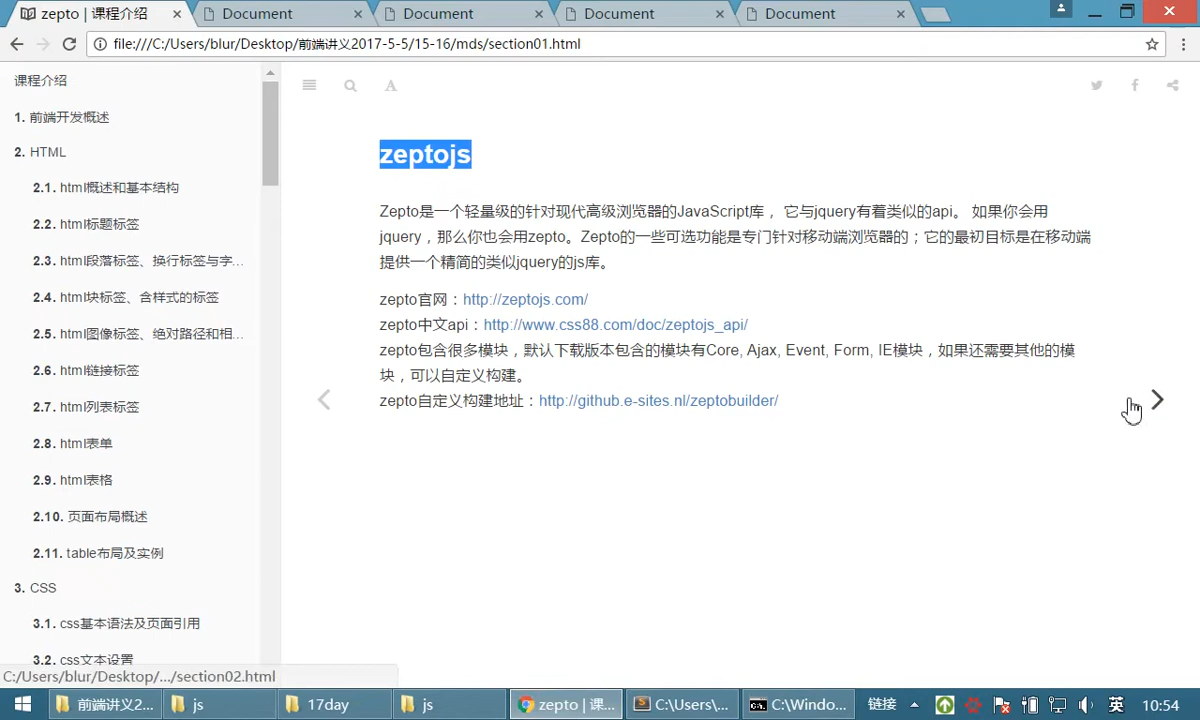 zepto | 课程介绍
Document
Document
Document
Document
file:///C:/Users/blur/Desktop/前端讲义2017-5-5/15-16/mds/section01.html
课程介绍
1. 前端开发概述
2. HTML
2.1. html概述和基本结构
2.2. html标题标签
2.3. html段落标签、换行标签与字...
2.4. html块标签、含样式的标签
2.5. html图像标签、绝对路径和相...
2.6. html链接标签
2.7. html列表标签
2.8. html表单
2.9. html表格
2.10. 页面布局概述
2.11. table布局及实例
3. CSS
3.1. css基本语法及页面引用
3.2. css文本设置
A
zeptojs
Zepto是一个轻量级的针对现代高级浏览器的JavaScript库， 它与jquery有着类似的api。 如果你会用
jquery，那么你也会用zepto。Zepto的一些可选功能是专门针对移动端浏览器的；它的最初目标是在移动端
提供一个精简的类似jquery的js库。
zepto官网：http://zeptojs.com/
zepto中文api：http://www.css88.com/doc/zeptojs_api/
zepto包含很多模块，默认下载版本包含的模块有Core, Ajax, Event, Form, IE模块，如果还需要其他的模
块，可以自定义构建。
zepto自定义构建地址：http://github.e-sites.nl/zeptobuilder/
C:/Users/blur/Desktop/.../section02.html
前端讲义2...
js
17day
js
zepto | 课...
C:\Users\...
C:\Windo...
链接
英
10:54